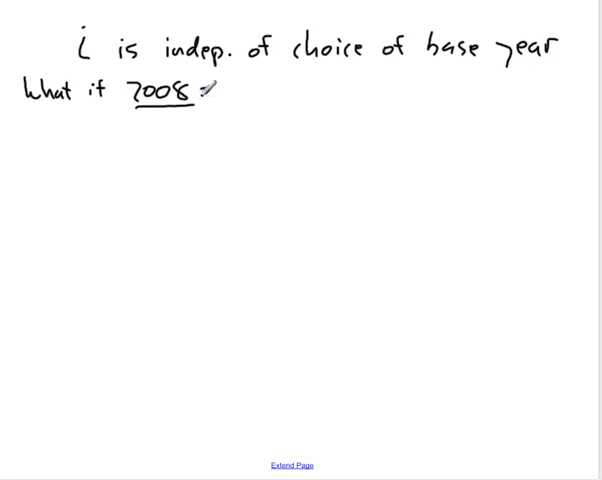 i is indep. of choice of base year
What if 2008 =
Extend Page